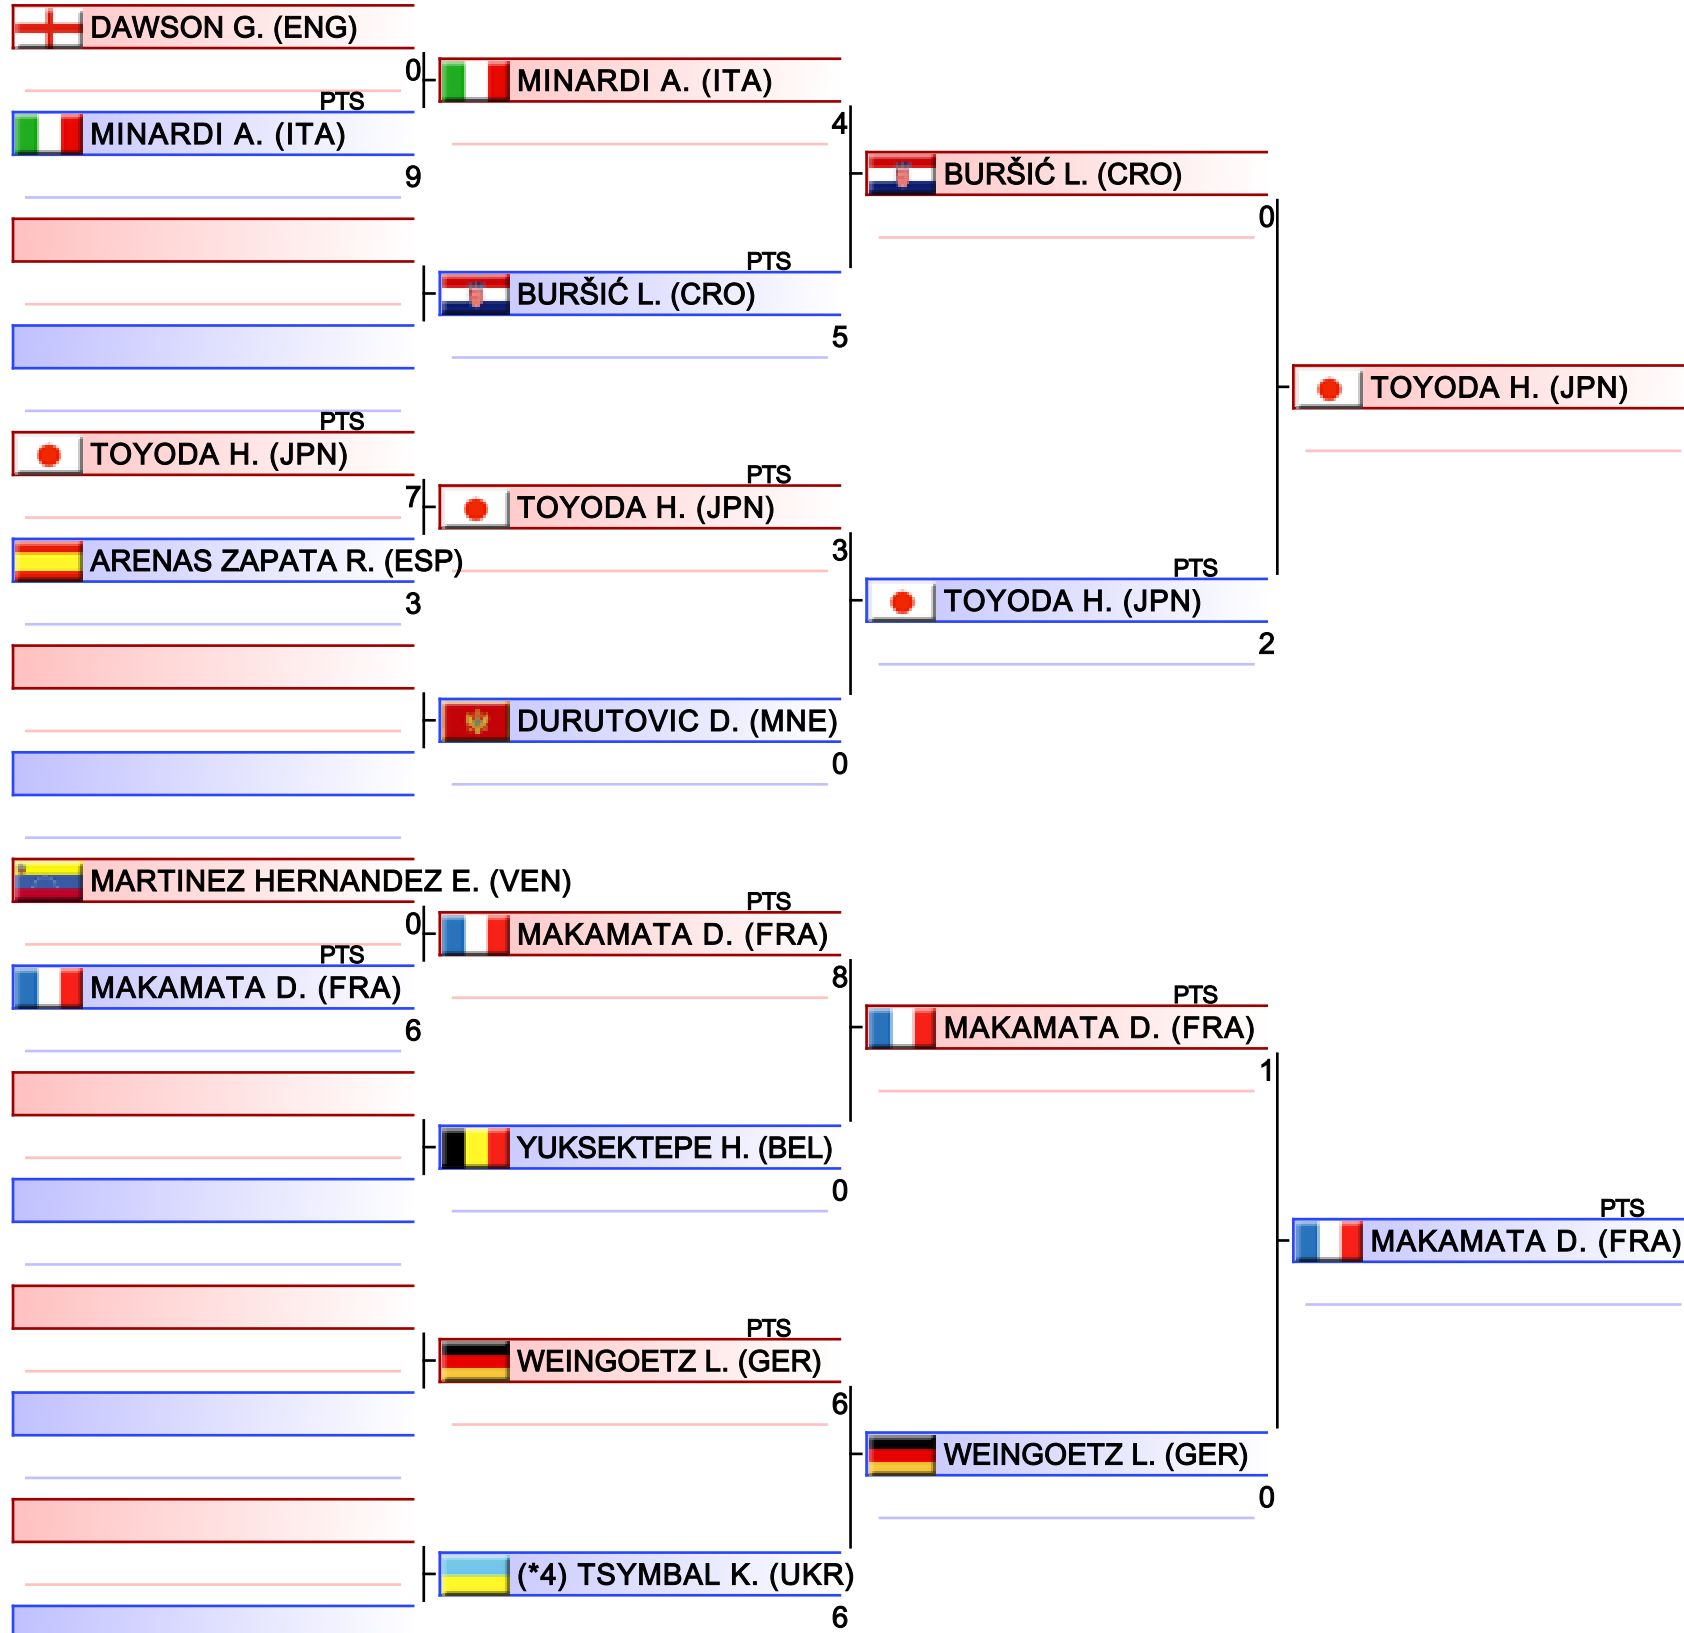 DAWSON G. (ENG)
0
PTS
MINARDI A. (ITA)
9
PTS
TOYODA H. (JPN)
7
ARENAS ZAPATA R. (ESP)
3
MARTINEZ HERNANDEZ E. (VEN)
0
PTS
MAKAMATA D. (FRA)
6
MINARDI A. (ITA)
4
PTS
BURŠIĆ L. (CRO)
5
PTS
TOYODA H. (JPN)
3
DURUTOVIC D. (MNE)
0
PTS
MAKAMATA D. (FRA)
8
YUKSEKTEPE H. (BEL)
0
PTS
WEINGOETZ L. (GER)
6
(*4) TSYMBAL K. (UKR)
6
BURŠIĆ L. (CRO)
0
PTS
TOYODA H. (JPN)
2
PTS
MAKAMATA D. (FRA)
1
WEINGOETZ L. (GER)
0
TOYODA H. (JPN)
PTS
MAKAMATA D. (FRA)